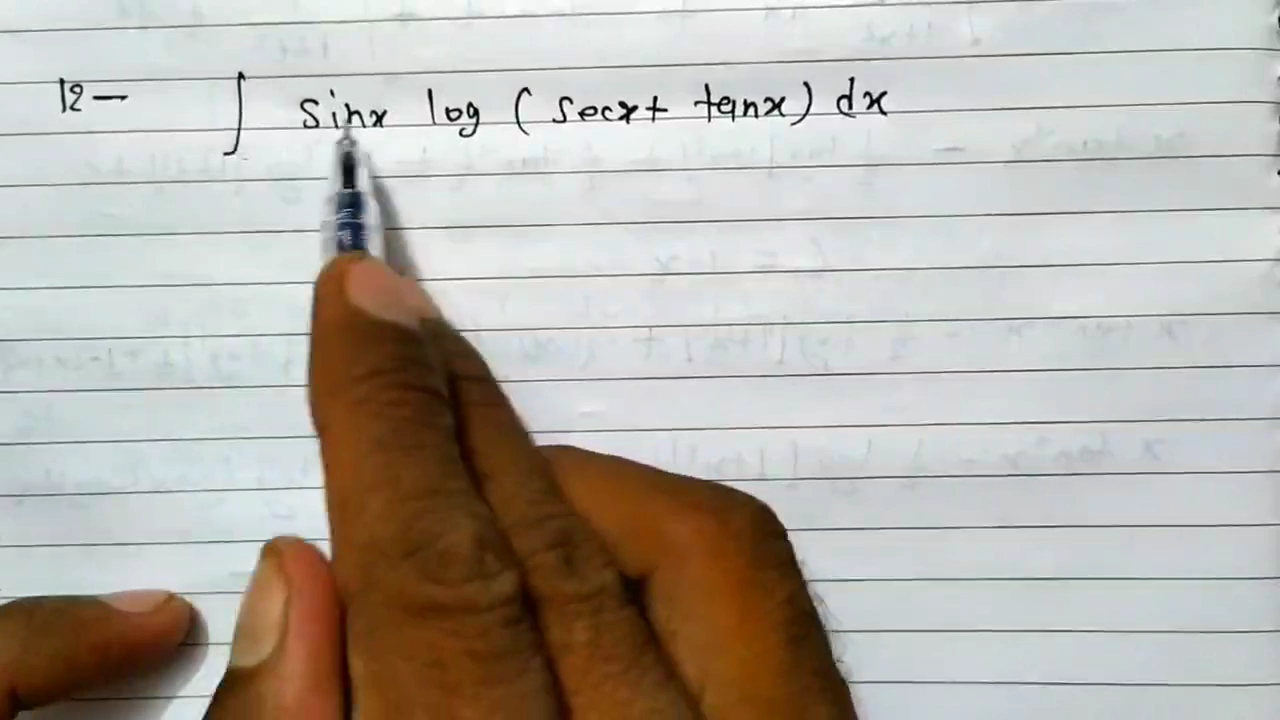 12- ∫ sinx log (secx + tanx) dx